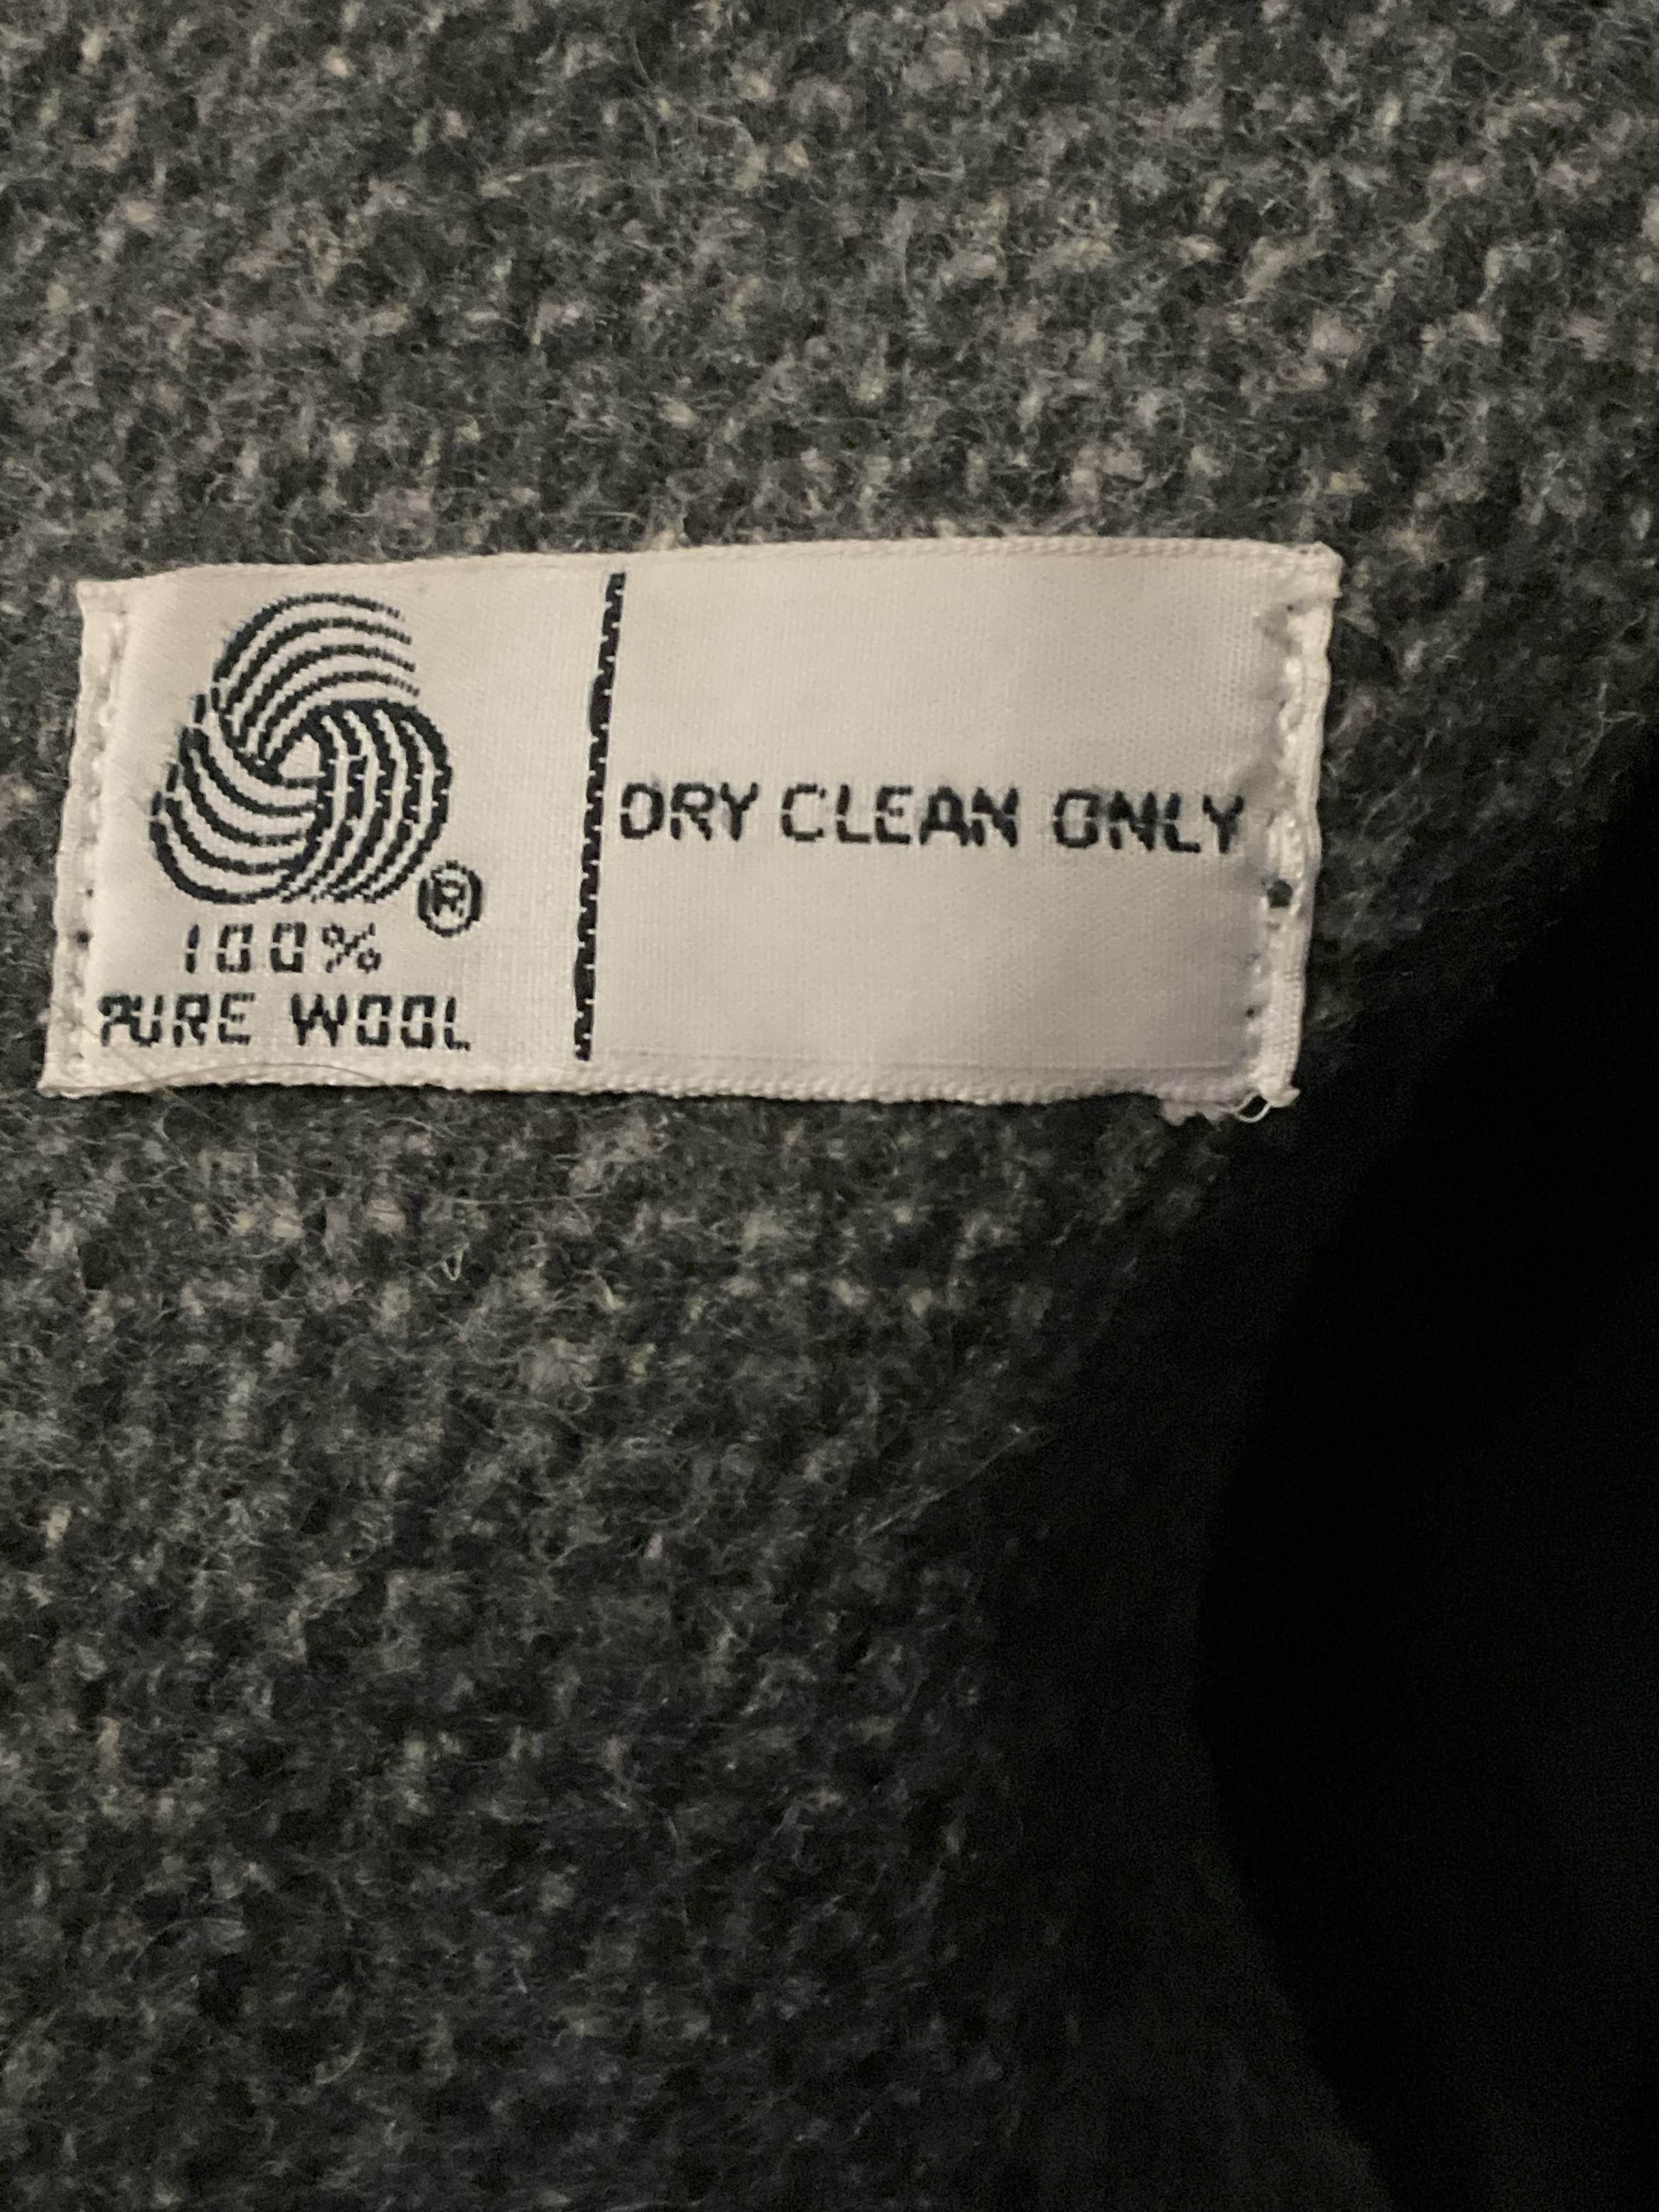 ®
100%
PURE WOOL
DRY CLEAN ONLY